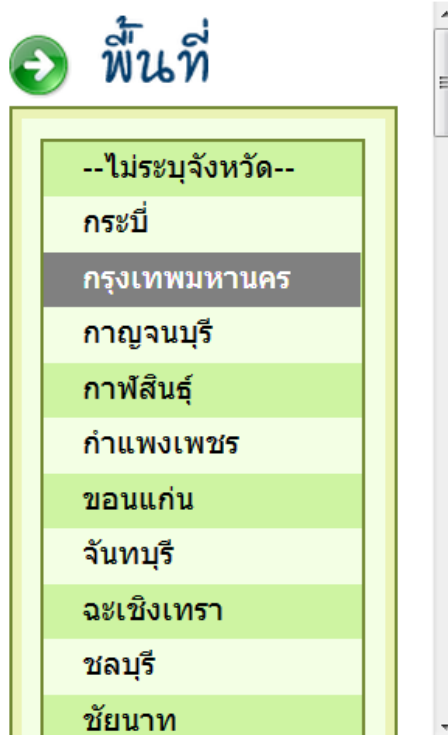 พื้นที่
--ไม่ระบุจังหวัด--
กระบี่
กรุงเทพมหานคร
กาญจนบุรี
กาฬสินธุ์
กำแพงเพชร
ขอนแก่น
จันทบุรี
ฉะเชิงเทรา
ชลบุรี
ชัยนาท